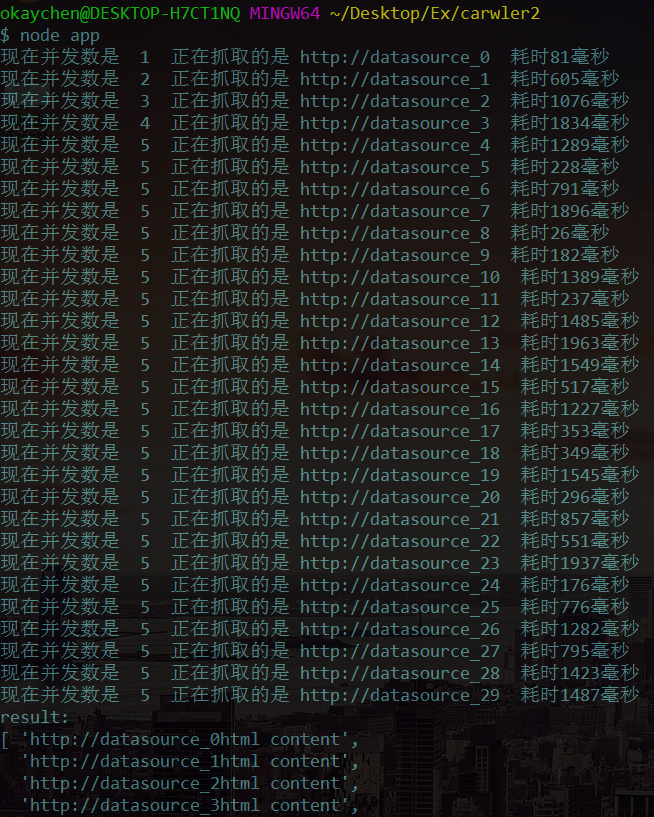 okaychen@DESKTOP-H7CT1NQ MINGW64 ~/Desktop/Ex/carwler2
$ node app
现在并发数是 1 正在抓取的是 http://datasource_0 耗时81毫秒
现在并发数是 2 正在抓取的是 http://datasource_1 耗时605毫秒
现在并发数是 3 正在抓取的是 http://datasource_2 耗时1076毫秒
现在并发数是 4 正在抓取的是 http://datasource_3 耗时1834毫秒
现在并发数是 5 正在抓取的是 http://datasource_4 耗时1289毫秒
现在并发数是 5 正在抓取的是 http://datasource_5 耗时228毫秒
现在并发数是 5 正在抓取的是 http://datasource_6 耗时791毫秒
现在并发数是 5 正在抓取的是 http://datasource_7 耗时1896毫秒
现在并发数是 5 正在抓取的是 http://datasource_8 耗时26毫秒
现在并发数是 5 正在抓取的是 http://datasource_9 耗时182毫秒
现在并发数是 5 正在抓取的是 http://datasource_10 耗时1389毫秒
现在并发数是 5 正在抓取的是 http://datasource_11 耗时237毫秒
现在并发数是 5 正在抓取的是 http://datasource_12 耗时1485毫秒
现在并发数是 5 正在抓取的是 http://datasource_13 耗时1963毫秒
现在并发数是 5 正在抓取的是 http://datasource_14 耗时1549毫秒
现在并发数是 5 正在抓取的是 http://datasource_15 耗时517毫秒
现在并发数是 5 正在抓取的是 http://datasource_16 耗时1227毫秒
现在并发数是 5 正在抓取的是 http://datasource_17 耗时353毫秒
现在并发数是 5 正在抓取的是 http://datasource_18 耗时349毫秒
现在并发数是 5 正在抓取的是 http://datasource_19 耗时1545毫秒
现在并发数是 5 正在抓取的是 http://datasource_20 耗时296毫秒
现在并发数是 5 正在抓取的是 http://datasource_21 耗时857毫秒
现在并发数是 5 正在抓取的是 http://datasource_22 耗时551毫秒
现在并发数是 5 正在抓取的是 http://datasource_23 耗时1937毫秒
现在并发数是 5 正在抓取的是 http://datasource_24 耗时176毫秒
现在并发数是 5 正在抓取的是 http://datasource_25 耗时776毫秒
现在并发数是 5 正在抓取的是 http://datasource_26 耗时1282毫秒
现在并发数是 5 正在抓取的是 http://datasource_27 耗时795毫秒
现在并发数是 5 正在抓取的是 http://datasource_28 耗时1423毫秒
现在并发数是 5 正在抓取的是 http://datasource_29 耗时1487毫秒
result:
[ 'http://datasource_0html content',
'http://datasource_1html content',
'http://datasource_2html content',
'http://datasource_3html content',